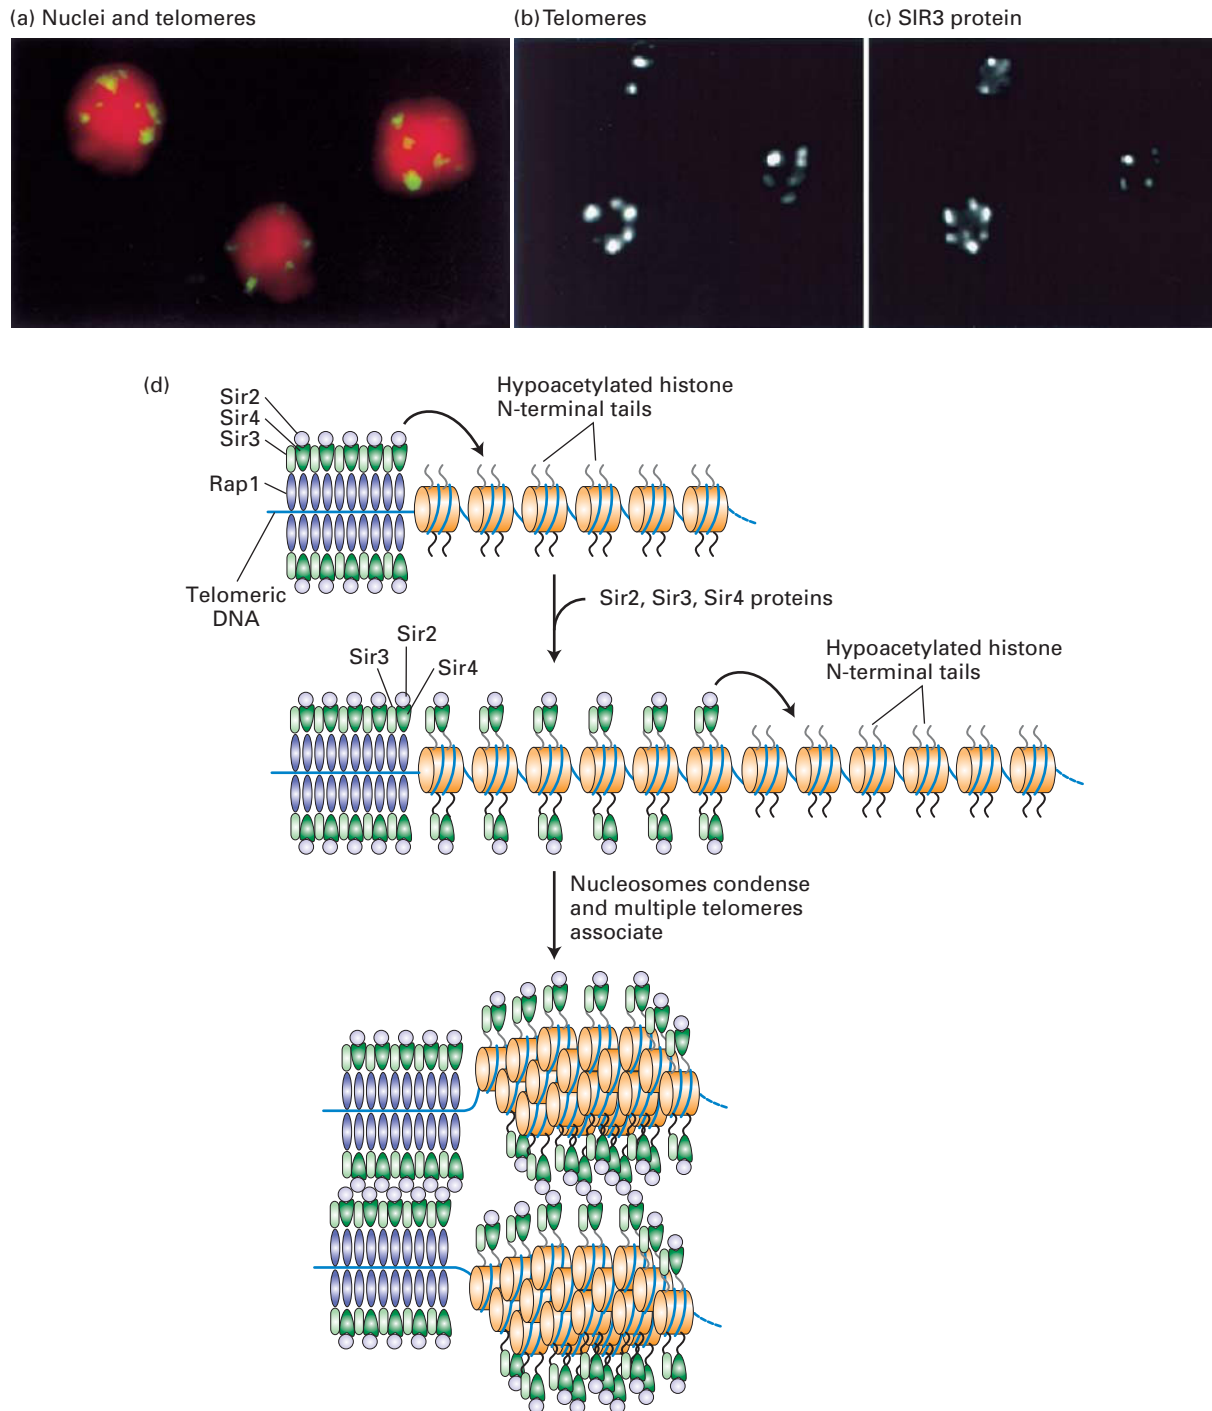 (a) Nuclei and telomeres
(b) Telomeres
(c) SIR3 protein
(d)
Sir2
Sir4
Sir3
Rap1
Telomeric
DNA
Hypoacetylated histone
N-terminal tails
Sir2, Sir3, Sir4 proteins
Sir2
Sir3
Sir4
Hypoacetylated histone
N-terminal tails
Nucleosomes condense
and multiple telomeres
associate